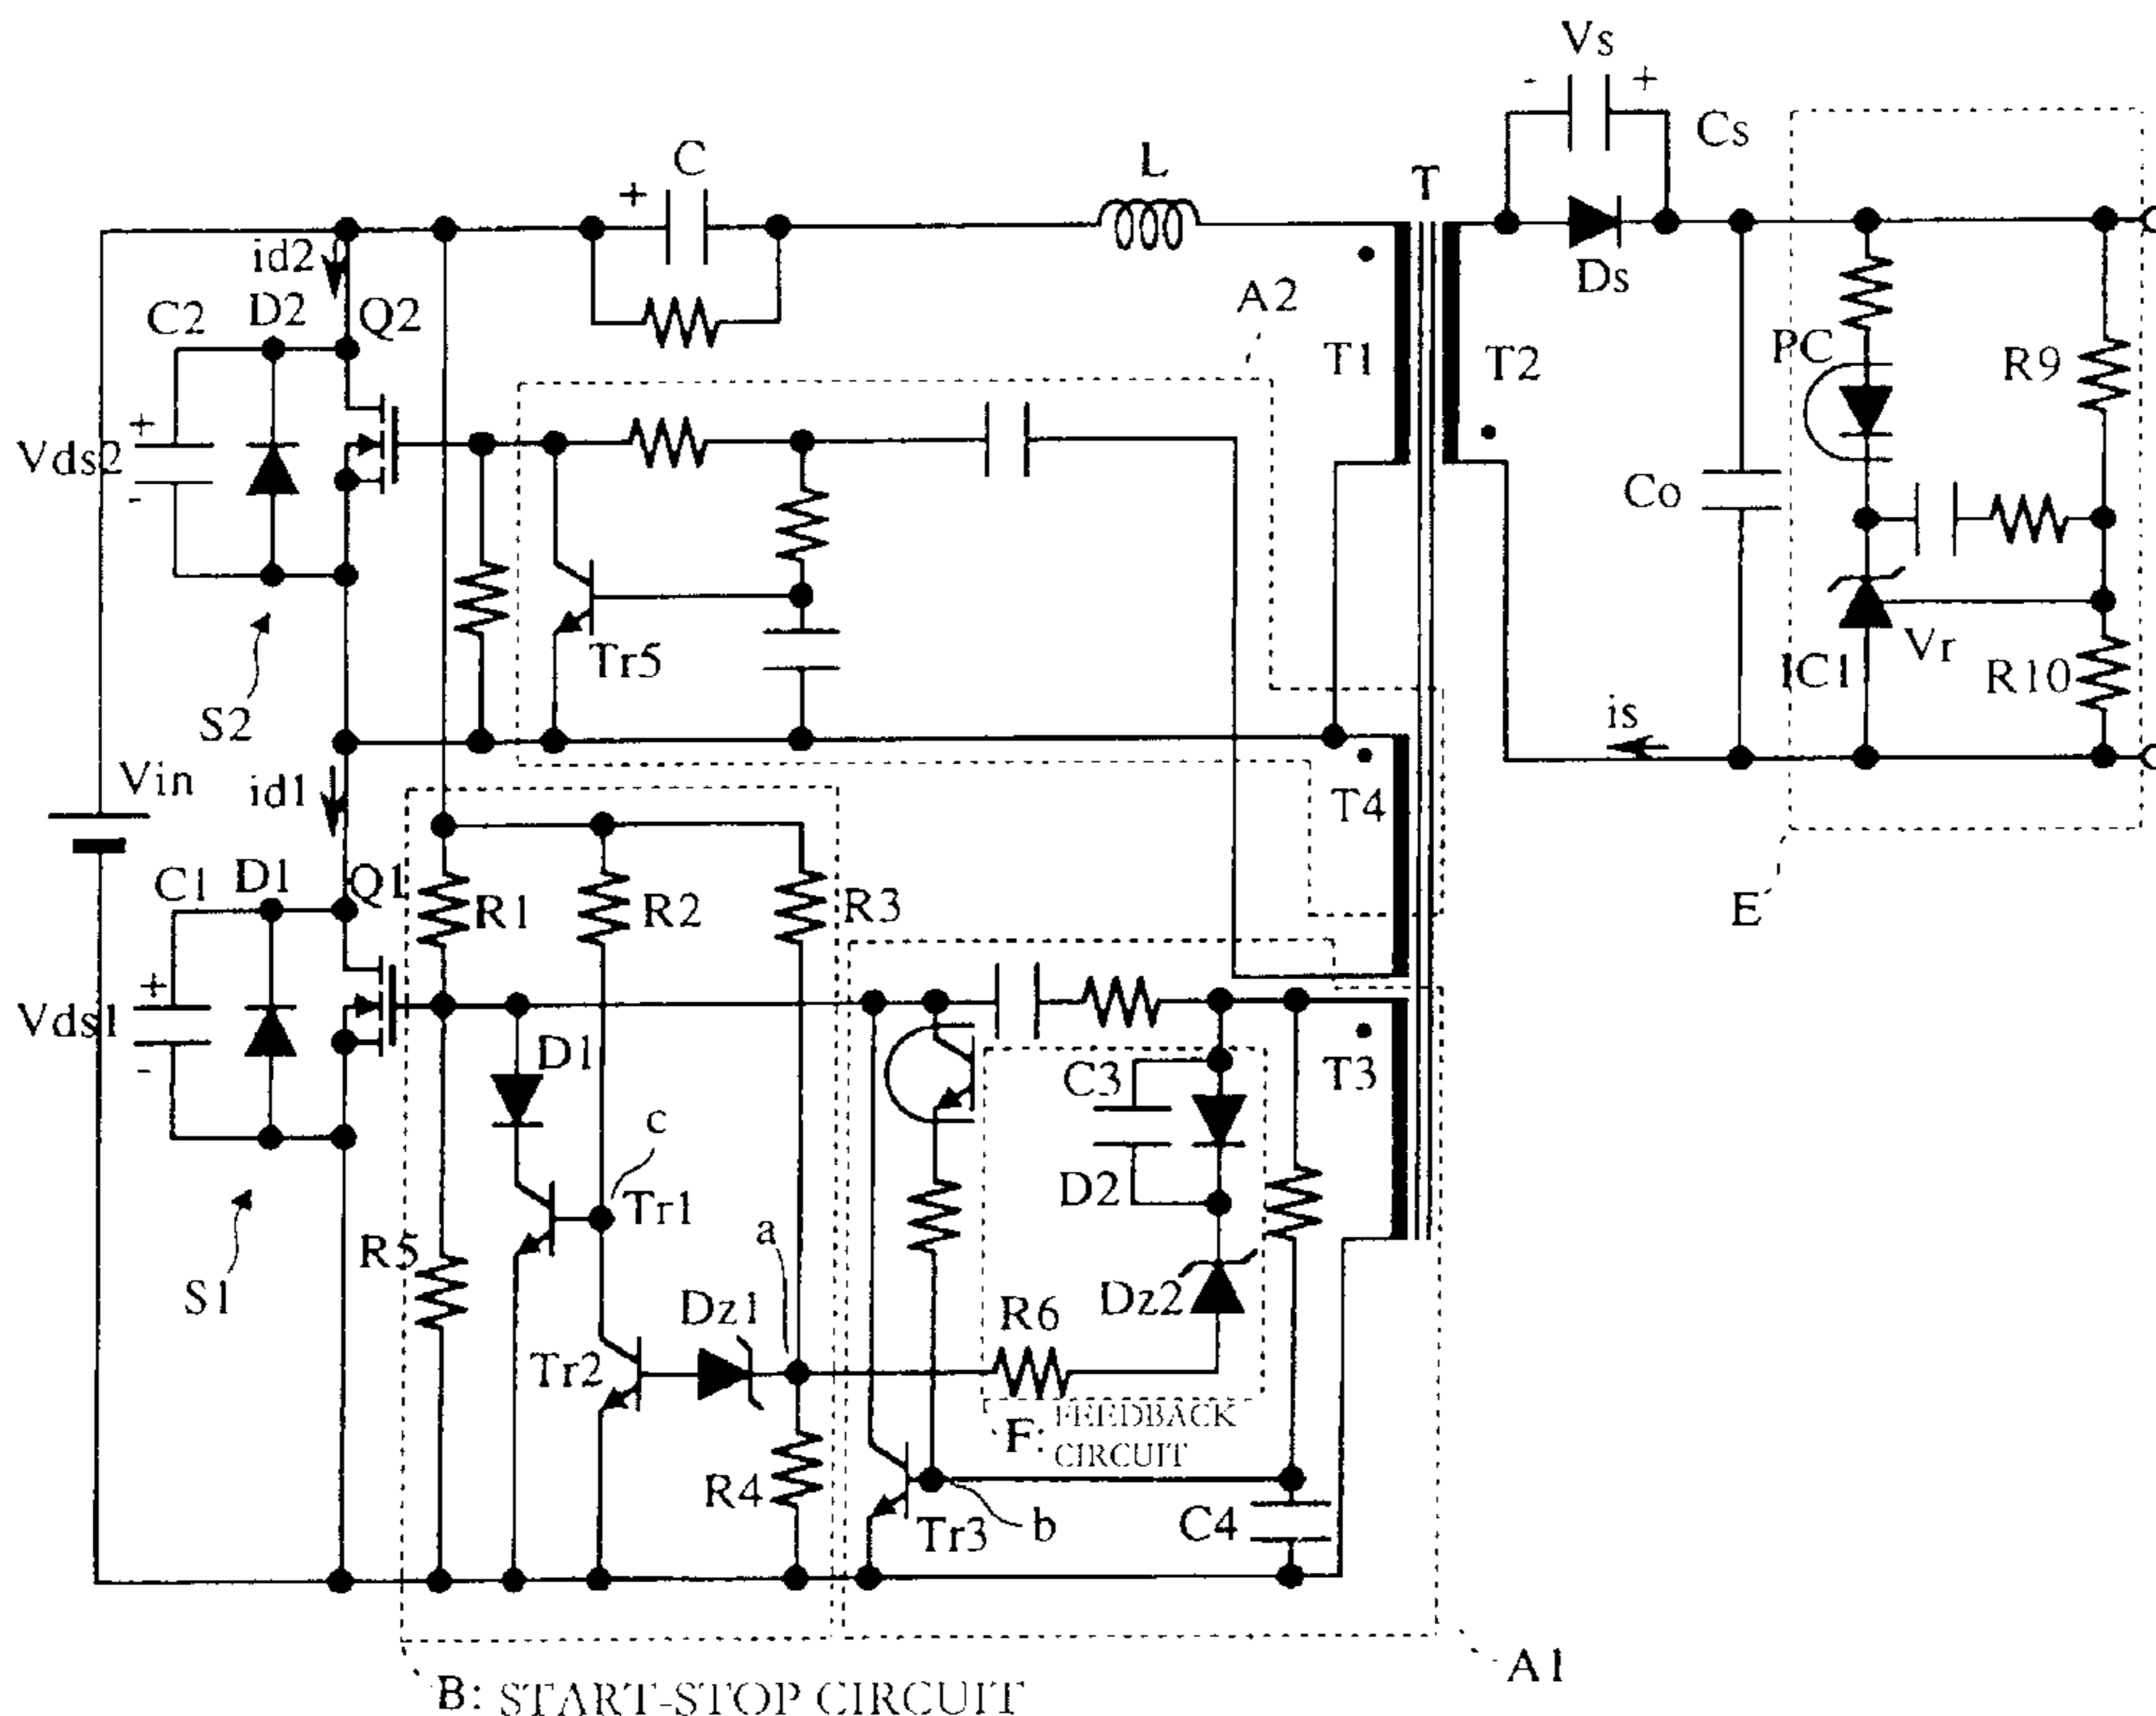 Vs
- +
Cs
C
+
L
T
id2
Ds
A2
C2
D2
Q2
T1
T2
PC
R9
+
Vds2
-
Co
Tr5
Vr
IC1
R10
S2
is
Vin
id1
T4
C1
D1
Q1
R1
R2
R3
E
+
Vds1
-
D1
C3
T3
c
D2
Tr1
a
R5
S1
Dz1
R6
Dz2
Tr2
F: FEEDBACK
CIRCUIT
R4
Tr3
b
C4
A1
B: START-STOP CIRCUIT